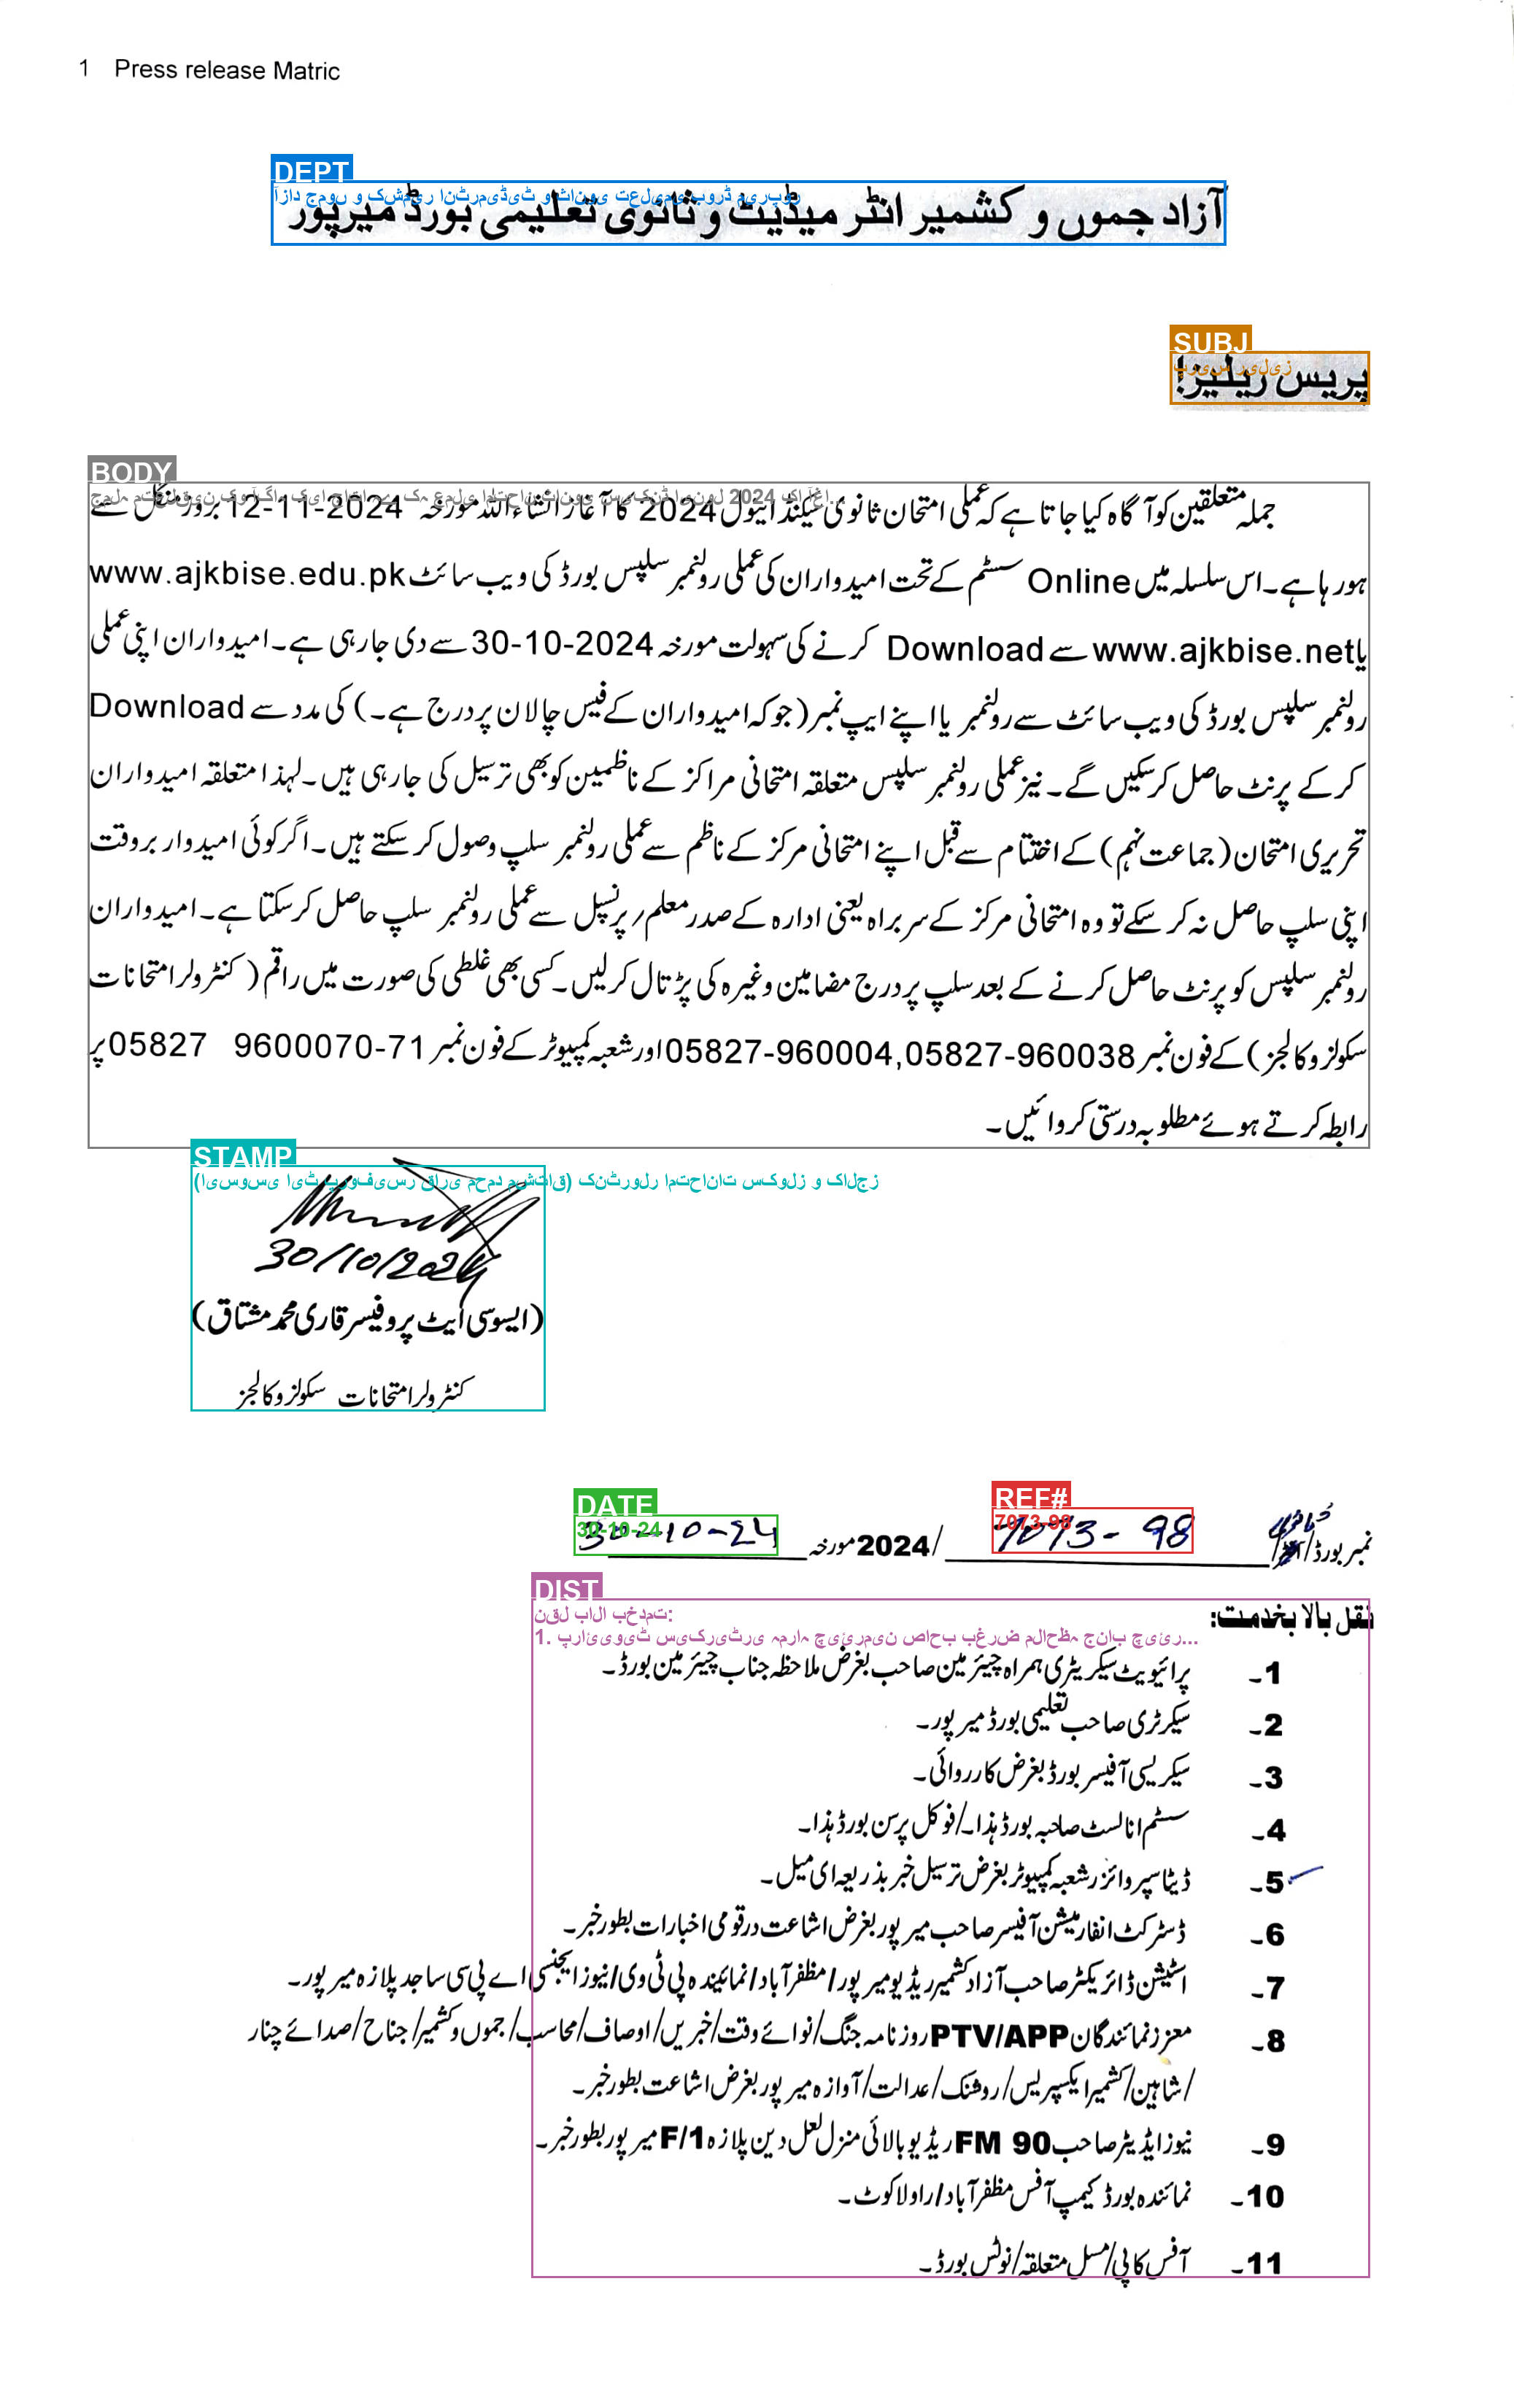 1 Press release Matric
DEPT
آزاد جموں و کشمیر انٹر میڈیٹ و ثانوی تعلیمی بورڈ میرپور
SUBJ
پریس ریلیز!
BODY
جملہ متعلقین کو آگاہ کیا جاتا ہے کہ عملی امتحان ثانوی سیکنڈ اینول 2024 کا آغاز انشاءاللہ مورخہ 12-11-2024 بروز منگل سے
ہو رہا ہے۔ اس سلسلہ میں Online سسٹم کے تحت امیدواران کی عملی رولنمبر سلپس بورڈ کی ویب سائٹ www.ajkbise.edu.pk
یا www.ajkbise.net سے Download کرنے کی سہولت مورخہ 30-10-2024 سے دی جا رہی ہے۔ امیدواران اپنی عملی
رولنمبر سلپس بورڈ کی ویب سائٹ سے رولنمبر یا اپنے ایپ نمبر (جو کہ امیدواران کے فیس چالان پر درج ہے۔) کی مدد سے Download
کر کے پرنٹ حاصل کر سکیں گے۔ نیز عملی رولنمبر سلپس متعلقہ امتحانی مراکز کے ناظمین کو بھی ترسیل کی جا رہی ہیں۔ لہذا متعلقہ امیدواران
تحریری امتحان (جماعت نہم) کے اختتام سے قبل اپنے امتحانی مرکز کے ناظم سے عملی رولنمبر سلپ وصول کر سکتے ہیں۔ اگر کوئی امیدوار بروقت
اپنی سلپ حاصل نہ کر سکے تو وہ امتحانی مرکز کے سربراہ یعنی ادارہ کے صدر معلم / پرنسپل سے عملی رولنمبر سلپ حاصل کر سکتا ہے۔ امیدواران
رولنمبر سلپس کو پرنٹ حاصل کرنے کے بعد سلپ پر درج مضامین وغیرہ کی پڑتال کر لیں۔ کسی بھی غلطی کی صورت میں راقم (کنٹرولر امتحانات
سکولز و کالجز) کے فون نمبر 05827-960004,05827-960038 اور شعبہ کمپیوٹر کے فون نمبر 05827 9600070-71 پر
رابطہ کرتے ہوئے مطلوبہ درستی کروائیں۔
STAMP
30/10/2024
(ایسوسی ایٹ پروفیسر قاری محمد مشتاق)
کنٹرولر امتحانات سکولز و کالجز
DATE
REF#
نمبر بورڈ/ 7073-98 /2024 مورخہ 30-10-24
DIST
نقل بالا بخدمت:
1۔ پرائیویٹ سیکریٹری ہمراہ چیئرمین صاحب بغرض ملاحظہ جناب چیئرمین بورڈ۔
2۔ سیکرٹری صاحب تعلیمی بورڈ میرپور۔
3۔ سیکریسی آفیسر بورڈ بغرض کارروائی۔
4۔ سسٹم انالسٹ صاحبہ بورڈ ہذا۔/فوکل پرسن بورڈ ہذا۔
5۔ ڈیٹا سپروائزر شعبہ کمپیوٹر بغرض ترسیل خبر بذریعہ ای میل۔
6۔ ڈسٹرکٹ انفارمیشن آفیسر صاحب میرپور بغرض اشاعت در قومی اخبارات بطور خبر۔
7۔ اسٹیشن ڈائریکٹر صاحب آزاد کشمیر ریڈیو میرپور/مظفرآباد/نمائیندہ پی ٹی وی/نیوز ایجنسی اے پی پی ساجد پلازہ میرپور۔
8۔ معزز نمائندگان PTV/APP روزنامہ جنگ/نوائے وقت/خبریں/اوصاف/محاسب/جموں وکشمیر/جناح/صدائے چنار
/شاہین/کشمیر ایکسپریس/روشنک/عدالت/آوازہ میرپور بغرض اشاعت بطور خبر۔
9۔ نیوز ایڈیٹر صاحب FM 90 ریڈیو بالائی منزل لعل دین پلازہ F/1 میرپور بطور خبر۔
10۔ نمائندہ بورڈ کیمپ آفس مظفرآباد/راولاکوٹ۔
11۔ آفس کاپی/مسل متعلقہ/نوٹس بورڈ۔